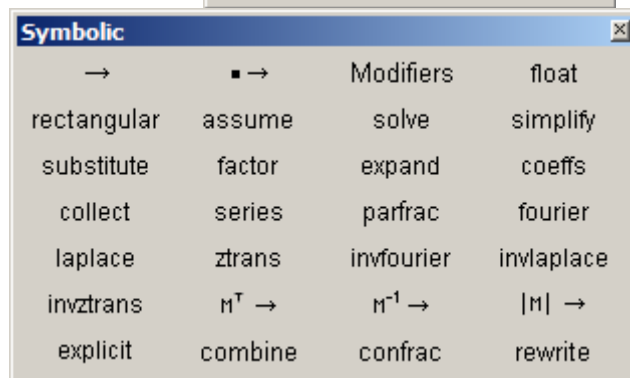 Symbolic
→ ▪ → Modifiers float
rectangular assume solve simplify
substitute factor expand coeffs
collect series parfrac fourier
laplace ztrans invfourier invlaplace
invztrans Mᵀ → M⁻¹ → |M| →
explicit combine confrac rewrite